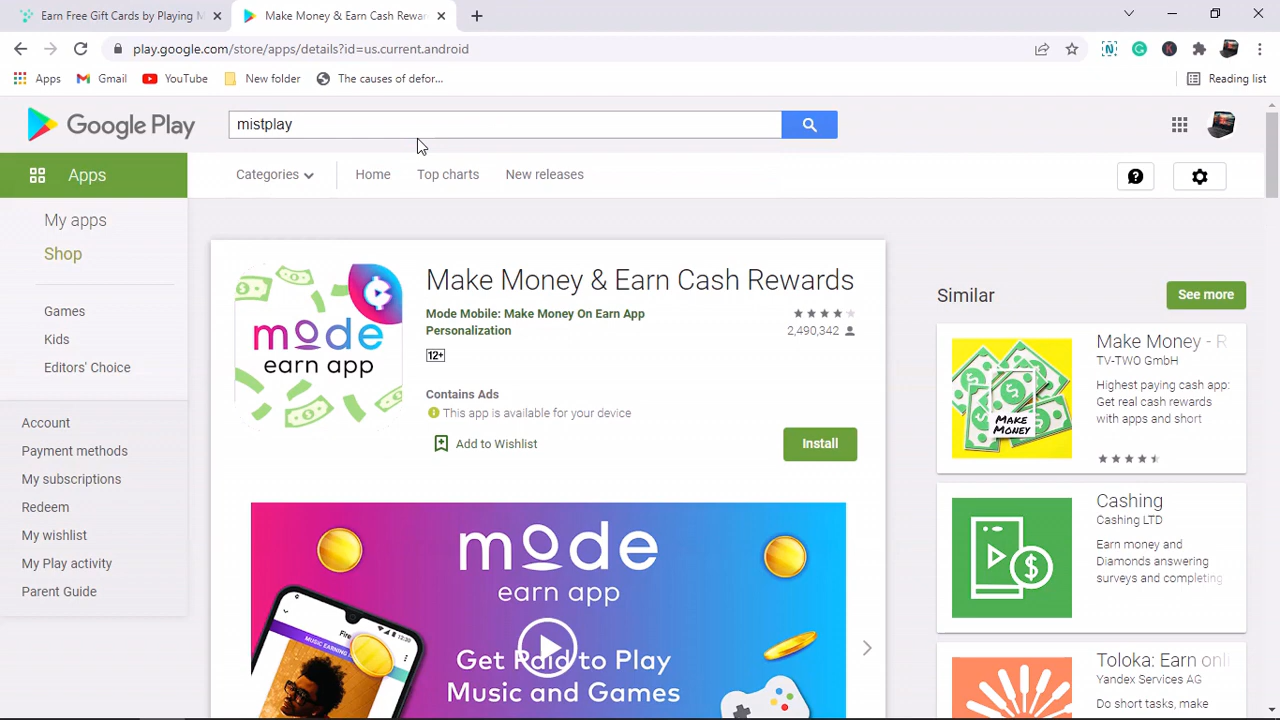 Earn Free Gift Cards by Playing M
Make Money & Earn Cash Rewar
play.google.com/store/apps/details?id=us.current.android
Apps
Gmail
YouTube
New folder
The causes of defor...
Reading list
Google Play
mistplay
Apps
Categories
Home
Top charts
New releases
My apps
Shop
Games
Kids
Editors' Choice
Account
Payment methods
My subscriptions
Redeem
My wishlist
My Play activity
Parent Guide
mode
earn app
Make Money & Earn Cash Rewards
Mode Mobile: Make Money On Earn App
Personalization
2,490,342
12+
Contains Ads
This app is available for your device
Add to Wishlist
Install
mode
earn app
Get Paid to Play
Music and Games
12:30
Similar
See more
MAKE
MONEY
Make Money - R
TV-TWO GmbH
Highest paying cash app:
Get real cash rewards
with apps and short
Cashing
Cashing LTD
Earn money and
Diamonds answering
surveys and completing
Toloka: Earn onli
Yandex Services AG
Do short tasks, make